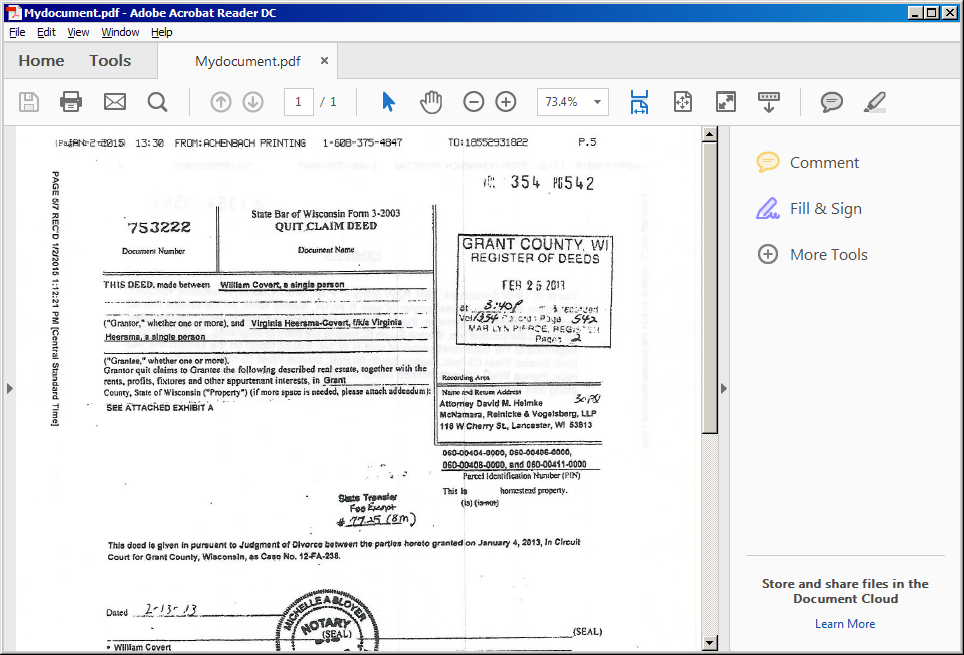 Mydocument.pdf - Adobe Acrobat Reader DC
File Edit View Window Help
Home Tools Mydocument.pdf ×
1 / 1 73.4%
JAN-2-2015 13:30 FROM:ACHENBACH PRINTING 1-608-375-4847 TO:18552931822 P.5
PAGE 5/7 RECD 1/2/2015 1:12:21 PM [Central Standard Time]
354 PG542
753222
Document Number
State Bar of Wisconsin Form 3-2003
QUIT CLAIM DEED
Document Name
GRANT COUNTY, WI
REGISTER OF DEEDS
FEB 25 2013
at 3:40P & recorded
Vol 1354 Page 542
MARILYN PIERCE, REGISTER
Pages 2
THIS DEED, made between William Covert, a single person
("Grantor," whether one or more), and Virginia Heersma-Covert, f/k/a Virginia
Heersma, a single person
("Grantee," whether one or more).
Grantor quit claims to Grantee the following described real estate, together with the
rents, profits, fixtures and other appurtenant interests, in Grant
County, State of Wisconsin ("Property") (if more space is needed, please attach addendum):
SEE ATTACHED EXHIBIT A
Recording Area
Name and Return Address
Attorney David M. Helmke
McNamara, Reinicke & Vogelsberg, LLP
118 W Cherry St., Lancaster, WI 53813
060-00404-0000, 060-00406-0000,
060-00408-0000, and 060-00411-0000
Parcel Identification Number (PIN)
This is homestead property.
(is) (is not)
State Transfer
Fee Exempt
# 77.25 (8m)
This deed is given in pursuant to Judgment of Divorce between the parties hereto granted on January 4, 2013, in Circuit
Court for Grant County, Wisconsin, as Case No. 12-FA-238.
Dated 2-13-13
MICHELLE A BLOYER
NOTARY
(SEAL)
(SEAL)
* William Covert
Comment
Fill & Sign
More Tools
Store and share files in the
Document Cloud
Learn More